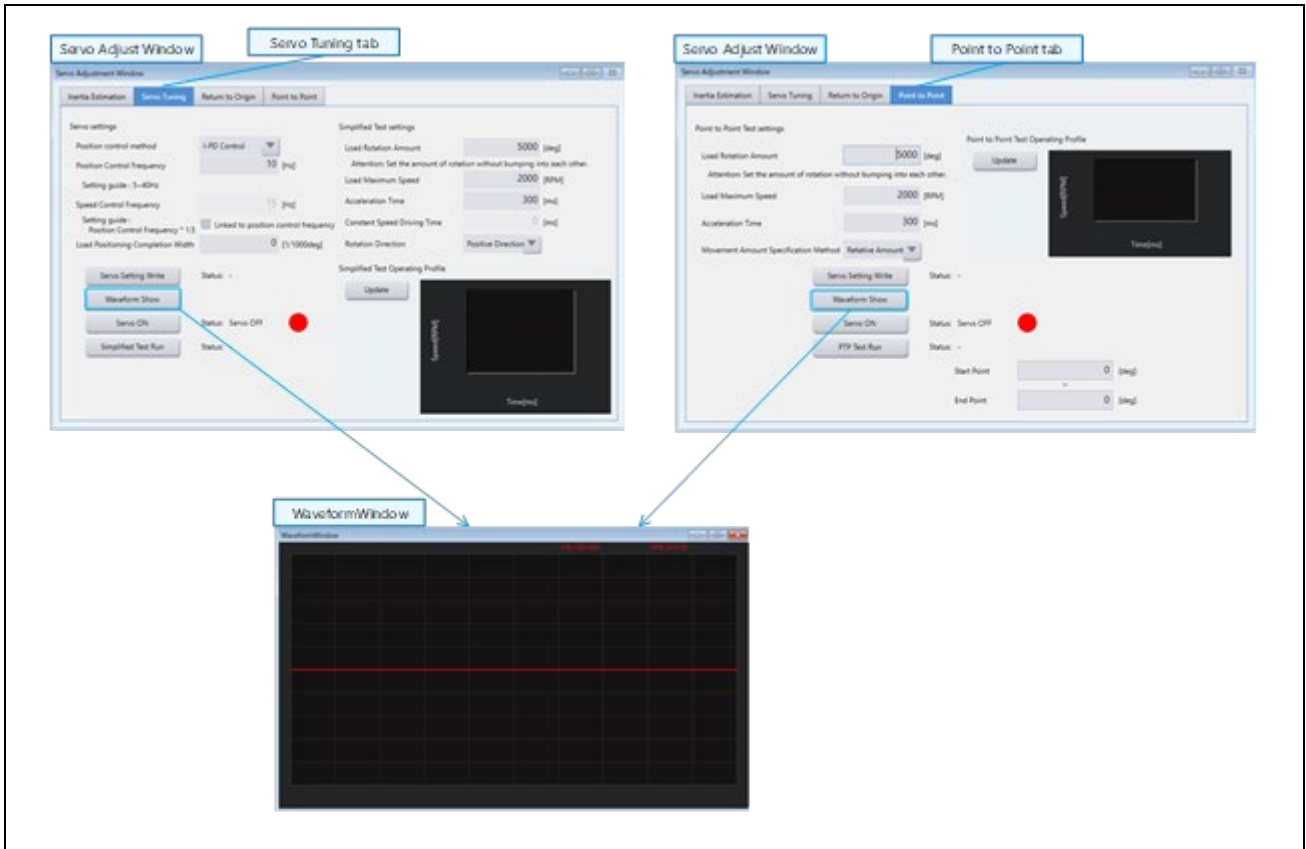 Servo Adjust Window
Servo Tuning tab
Servo Adjustment Window
Inertia Estimation
Servo Tuning
Return to Origin
Point to Point
Servo settings
Position control method
I-PD Control
Position Control Frequency
10 [Hz]
Setting guide : 5~40Hz
Speed Control Frequency
15 [Hz]
Setting guide :
Position Control Frequency * 1.5
Linked to position control frequency
Load Positioning Completion Width
0 [1/1000deg]
Servo Setting Write
Status: -
Waveform Show
Servo ON
Status: Servo OFF
Simplified Test Run
Status:
Simplified Test settings
Load Rotation Amount
5000 [deg]
Attention: Set the amount of rotation without bumping into each other.
Load Maximum Speed
2000 [RPM]
Acceleration Time
300 [ms]
Constant Speed Driving Time
0 [ms]
Rotation Direction
Positive Direction
Simplified Test Operating Profile
Update
Speed[RPM]
Time[ms]
Servo Adjust Window
Point to Point tab
Servo Adjustment Window
Inertia Estimation
Servo Tuning
Return to Origin
Point to Point
Point to Point Test settings
Load Rotation Amount
5000 [deg]
Attention: Set the amount of rotation without bumping into each other.
Load Maximum Speed
2000 [RPM]
Acceleration Time
300 [ms]
Movement Amount Specification Method
Relative Amount
Point to Point Test Operating Profile
Update
Speed[RPM]
Time[ms]
Servo Setting Write
Status: -
Waveform Show
Servo ON
Status: Servo OFF
PTP Test Run
Status: -
Start Point
0 [deg]
~
End Point
0 [deg]
WaveformWindow
WaveformWindow